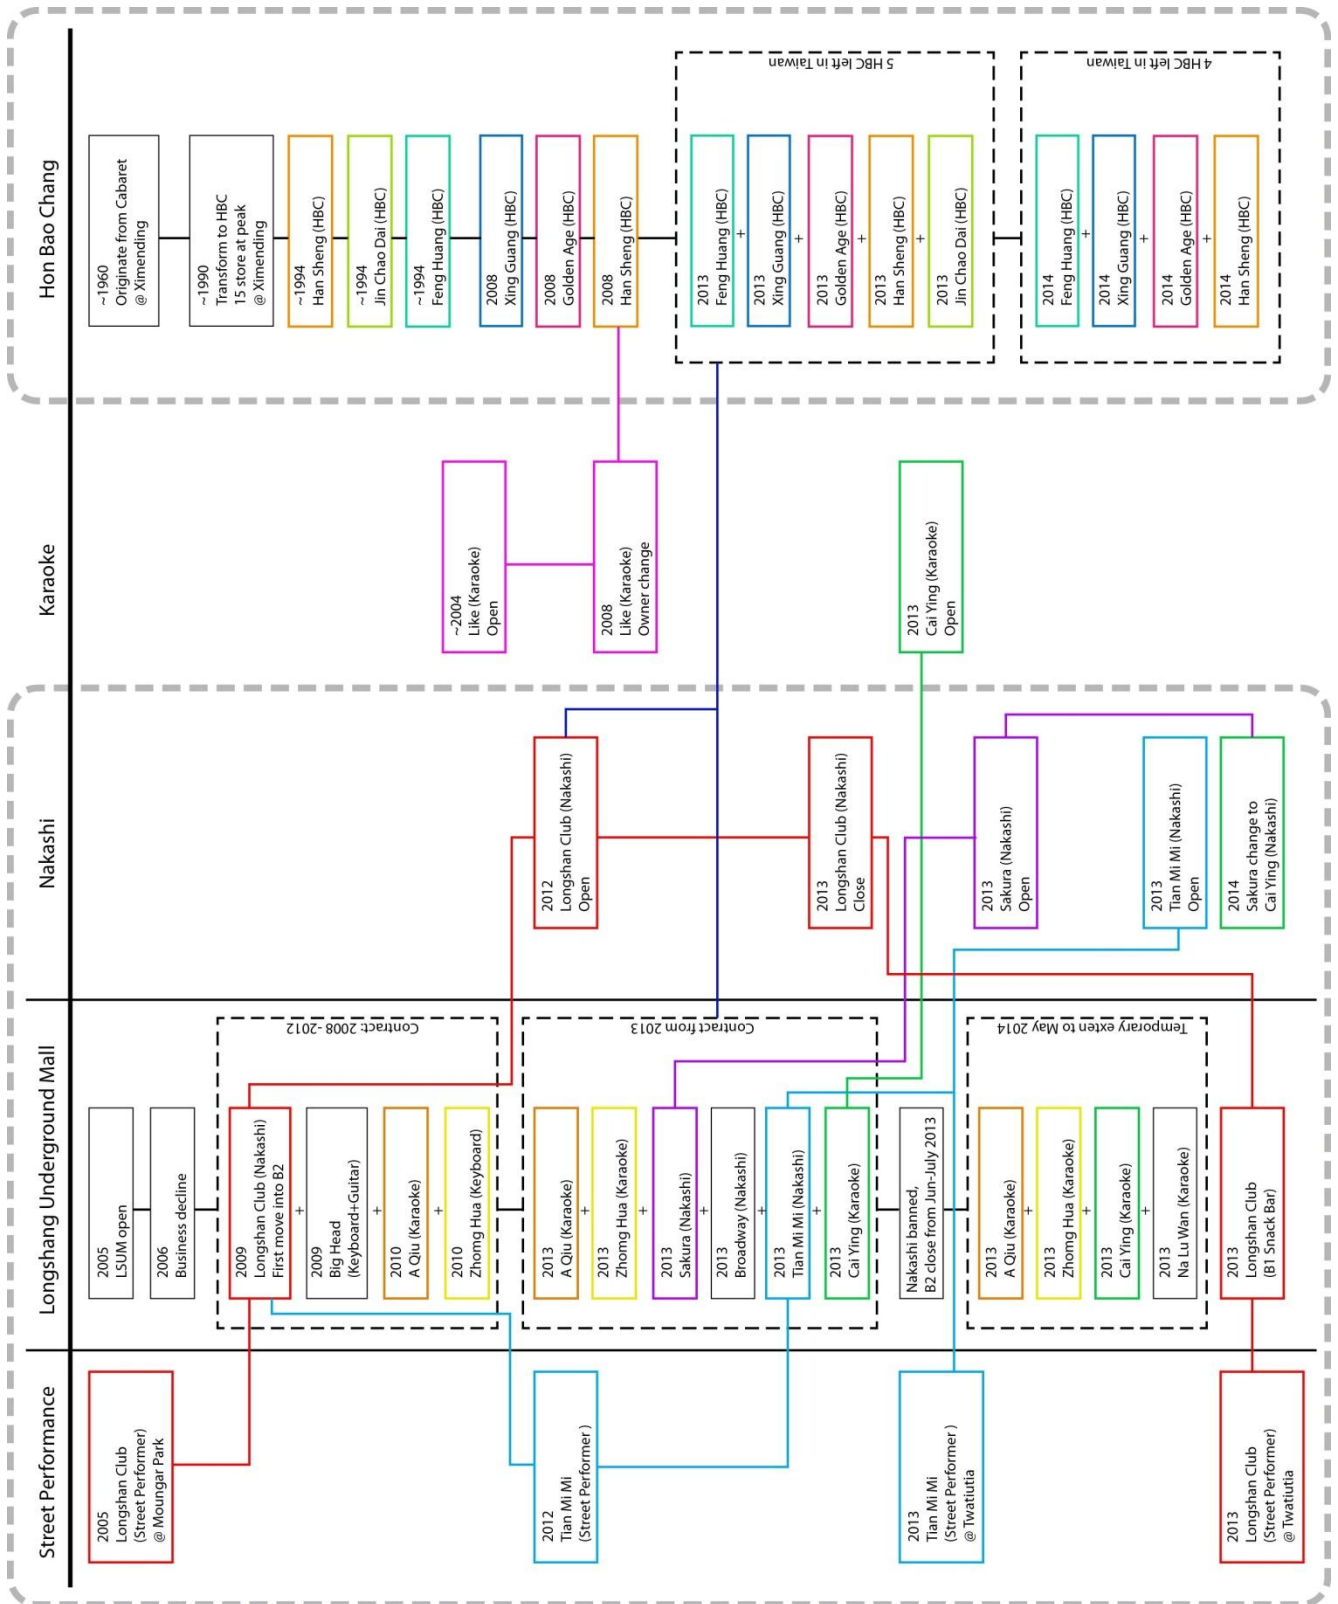 Street Performance
2005
Longshan Club
(Street Performer)
@ Moungar Park
2012
Tian Mi Mi
(Street Performer )
2013
Tian Mi Mi
(Street Performer)
@ Twatiutia
2013
Longshan Club
(Street Performer)
@ Twatiutia
Longshang Underground Mall
2005
LSUM open
2006
Business decline
Contract: 2008 -2012
2009
Longshan Club (Nakashi)
First move into B2
+
2009
Big Head
(Keyboard+Guitar)
+
2010
A Qiu (Karaoke)
+
2010
Zhomg Hua (Keyboard)
Contract from 2013
2013
A Qiu (Karaoke)
+
2013
Zhomg Hua (Karaoke)
+
2013
Sakura (Nakashi)
+
2013
Broadway (Nakashi)
+
2013
Tian Mi Mi (Nakashi)
+
2013
Cai Ying (Karaoke)
Nakashi banned,
B2 close from Jun-July 2013
Temporary exten to May 2014
2013
A Qiu (Karaoke)
+
2013
Zhomg Hua (Karaoke)
+
2013
Cai Ying (Karaoke)
+
2013
Na Lu Wan (Karaoke)
2013
Longshan Club
(B1 Snack Bar)
Nakashi
2012
Longshan Club (Nakashi)
Open
2013
Longshan Club (Nakashi)
Close
2013
Sakura (Nakashi)
Open
2013
Tian Mi Mi (Nakashi)
Open
2014
Sakura change to
Cai Ying (Nakashi)
Karaoke
~2004
Like (Karaoke)
Open
2008
Like (Karaoke)
Owner change
2013
Cai Ying (Karaoke)
Open
Hon Bao Chang
~1960
Originate from Cabaret
@ Ximending
~1990
Transform to HBC
15 store at peak
@ Ximending
~1994
Han Sheng (HBC)
~1994
Jin Chao Dai (HBC)
~1994
Feng Huang (HBC)
2008
Xing Guang (HBC)
2008
Golden Age (HBC)
2008
Han Sheng (HBC)
5 HBC left in Taiwan
2013
Feng Huang (HBC)
+
2013
Xing Guang (HBC)
+
2013
Golden Age (HBC)
+
2013
Han Sheng (HBC)
+
2013
Jin Chao Dai (HBC)
4 HBC left in Taiwan
2014
Feng Huang (HBC)
+
2014
Xing Guang (HBC)
+
2014
Golden Age (HBC)
+
2014
Han Sheng (HBC)